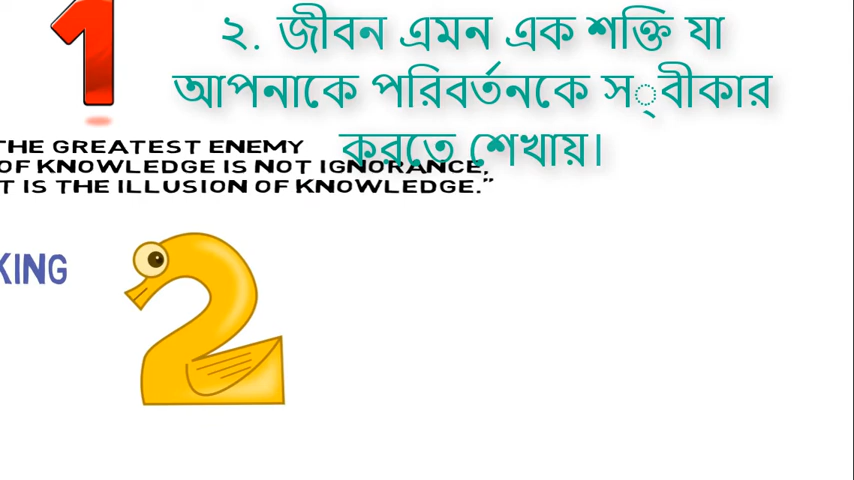 1
২. জীবন এমন এক শক্তি যা
আপনাকে পরিবর্তনকে স্বীকার
করতে শেখায়।
THE GREATEST ENEMY
OF KNOWLEDGE IS NOT IGNORANCE,
T IS THE ILLUSION OF KNOWLEDGE.”
KING
2